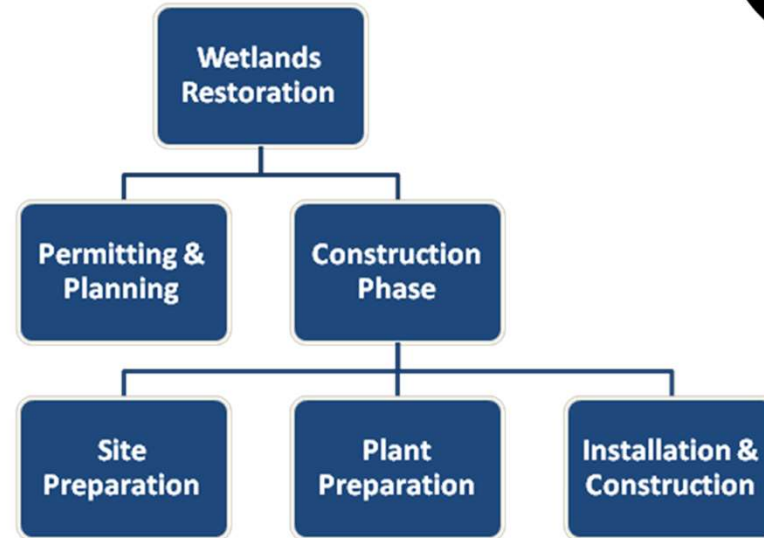 Wetlands
Restoration
Permitting &
Planning
Construction
Phase
Site
Preparation
Plant
Preparation
Installation &
Construction